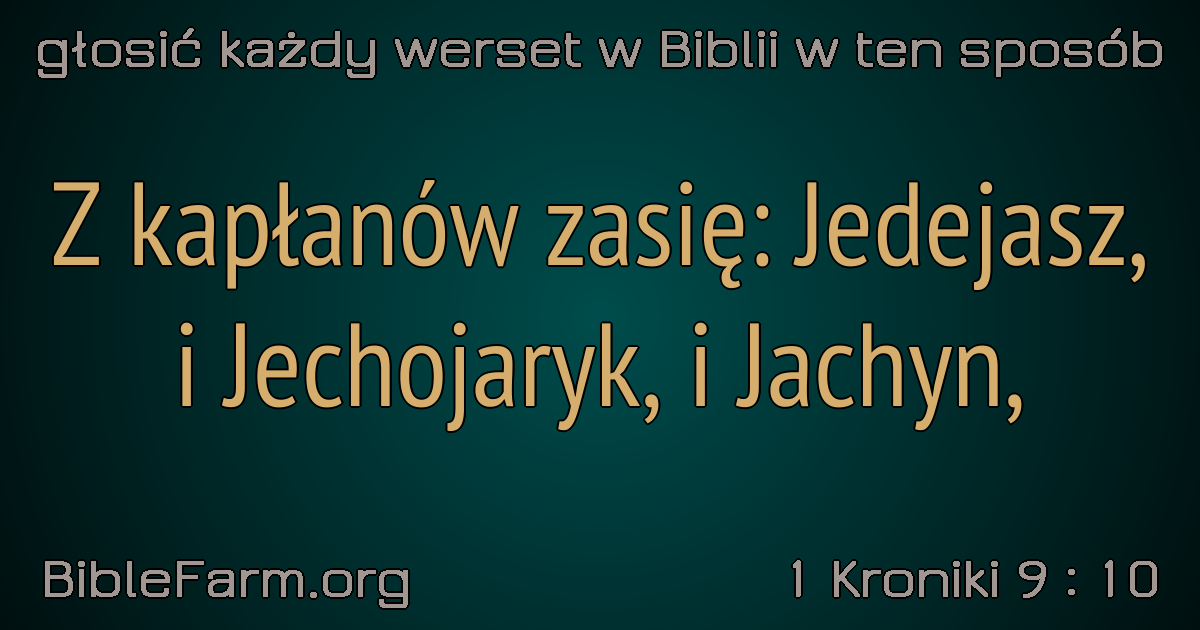 głosić każdy werset w Biblii w ten sposób
Z kapłanów zasię: Jedejasz,
i Jechojaryk, i Jachyn,
BibleFarm.org
1 Kroniki 9 : 10